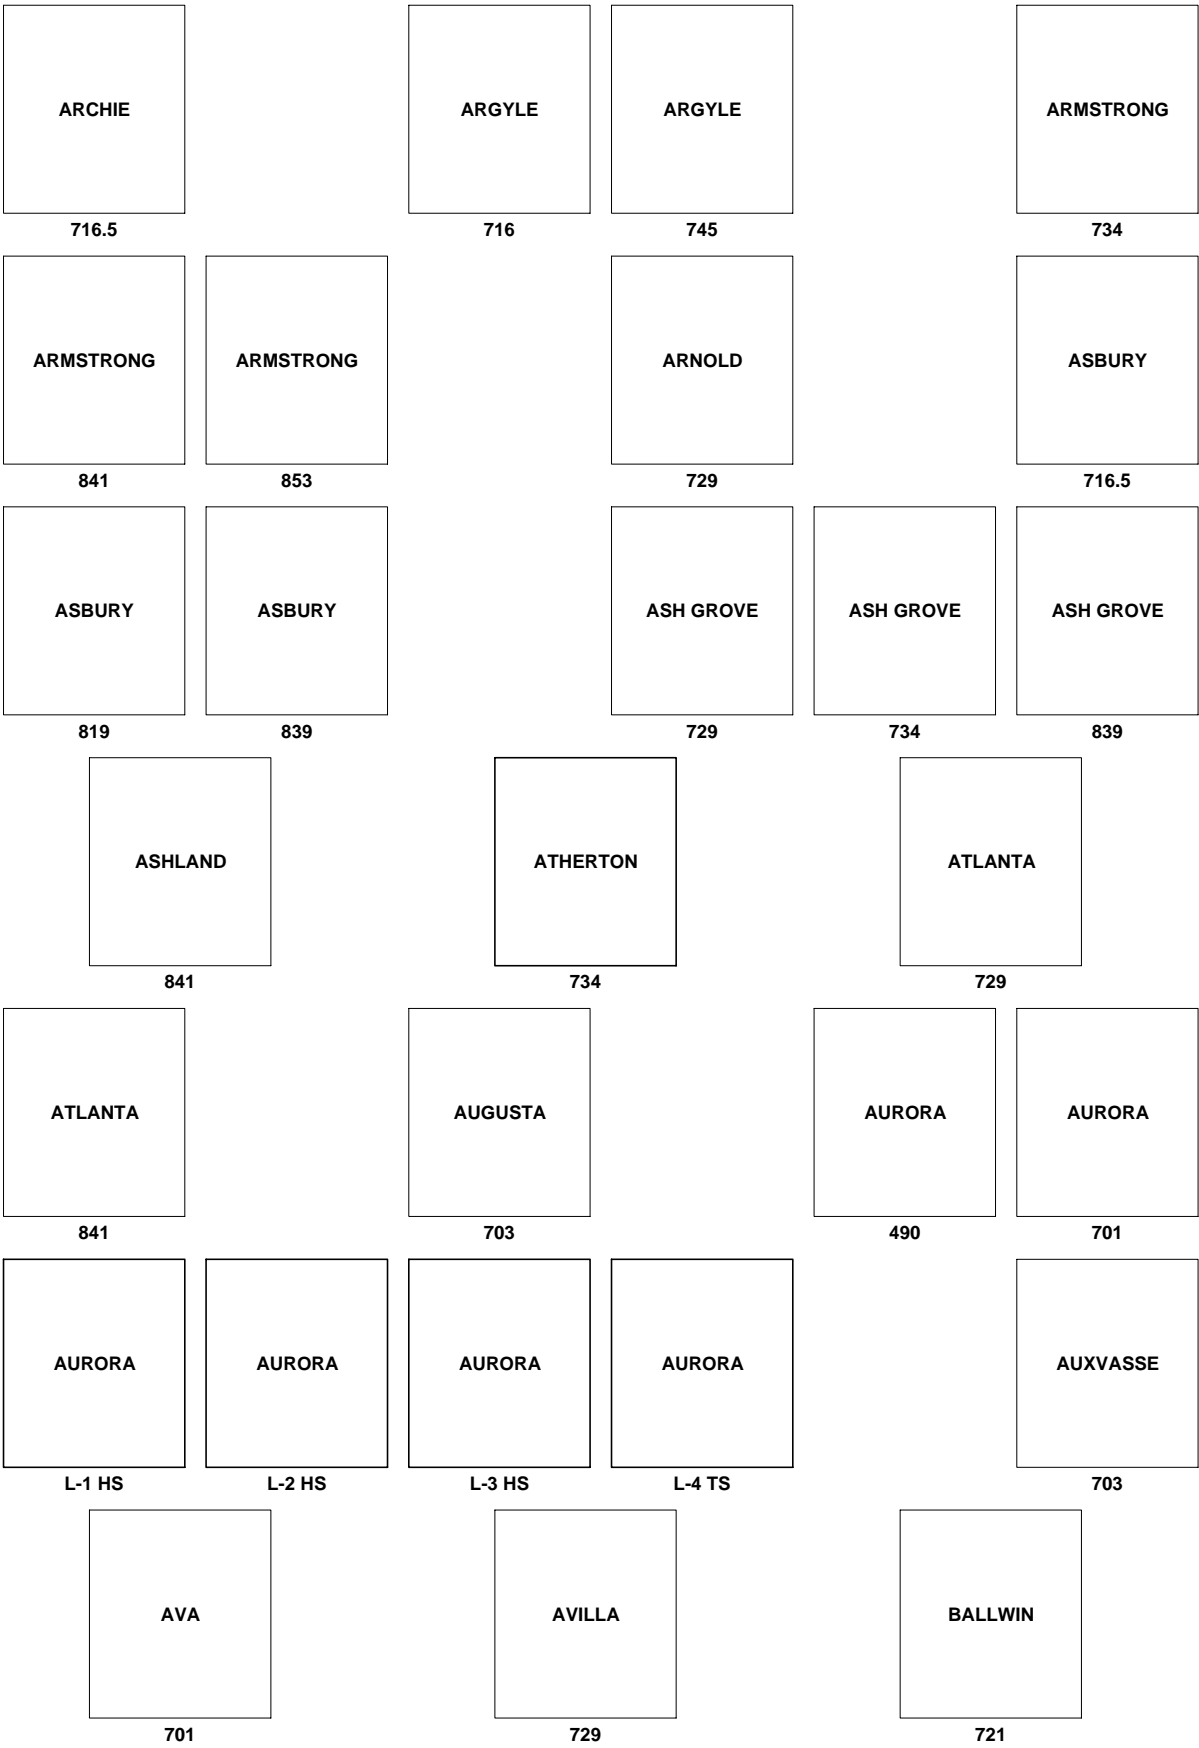 ARCHIE ARGYLE ARGYLE ARMSTRONG
716.5 716 745 734
ARMSTRONG ARMSTRONG ARNOLD ASBURY
841 853 729 716.5
ASBURY ASBURY ASH GROVE ASH GROVE ASH GROVE
819 839 729 734 839
ASHLAND ATHERTON ATLANTA
841 734 729
ATLANTA AUGUSTA AURORA AURORA
841 703 490 701
AURORA AURORA AURORA AURORA AUXVASSE
L-1 HS L-2 HS L-3 HS L-4 TS 703
AVA AVILLA BALLWIN
701 729 721